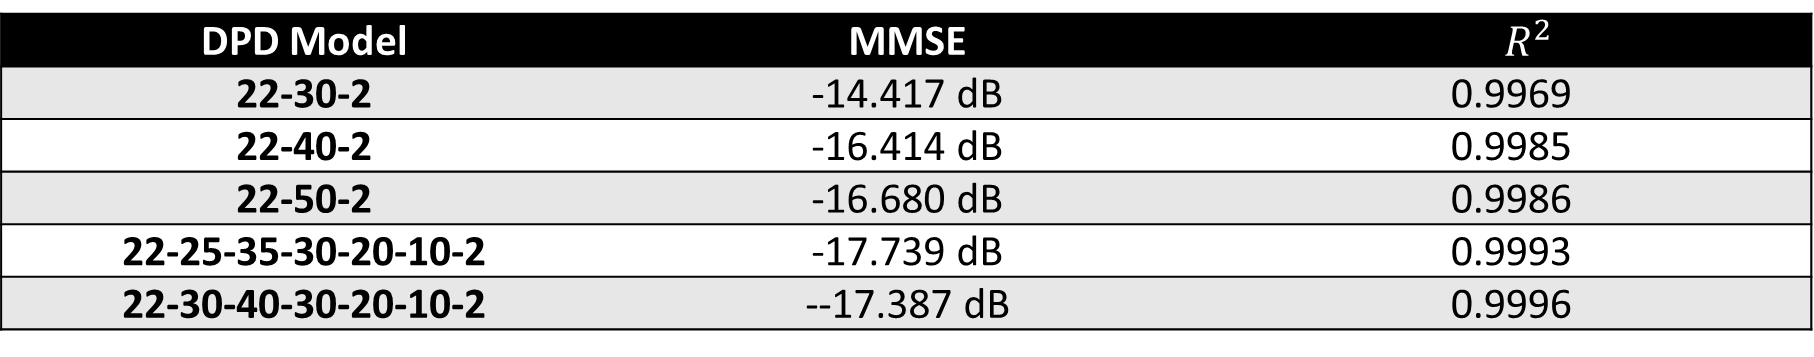 DPD Model MMSE R²
22-30-2 -14.417 dB 0.9969
22-40-2 -16.414 dB 0.9985
22-50-2 -16.680 dB 0.9986
22-25-35-30-20-10-2 -17.739 dB 0.9993
22-30-40-30-20-10-2 --17.387 dB 0.9996